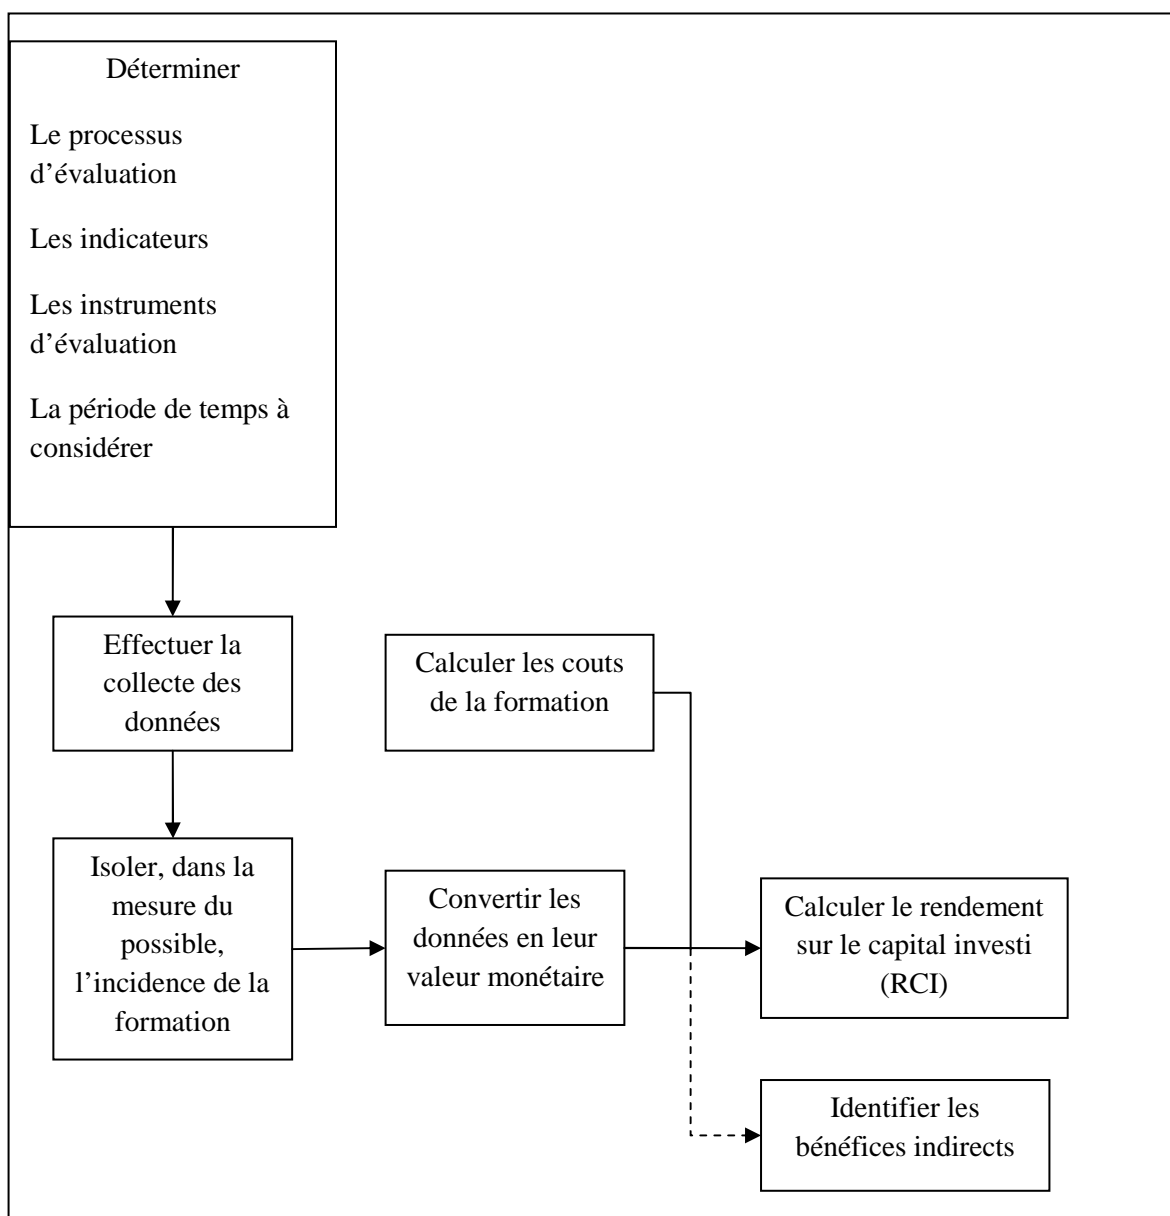 Déterminer
Le processus
d’évaluation
Les indicateurs
Les instruments
d’évaluation
La période de temps à
considérer
Effectuer la
collecte des
données
Calculer les couts
de la formation
Isoler, dans la
mesure du
possible,
l’incidence de la
formation
Convertir les
données en leur
valeur monétaire
Calculer le rendement
sur le capital investi
(RCI)
Identifier les
bénéfices indirects